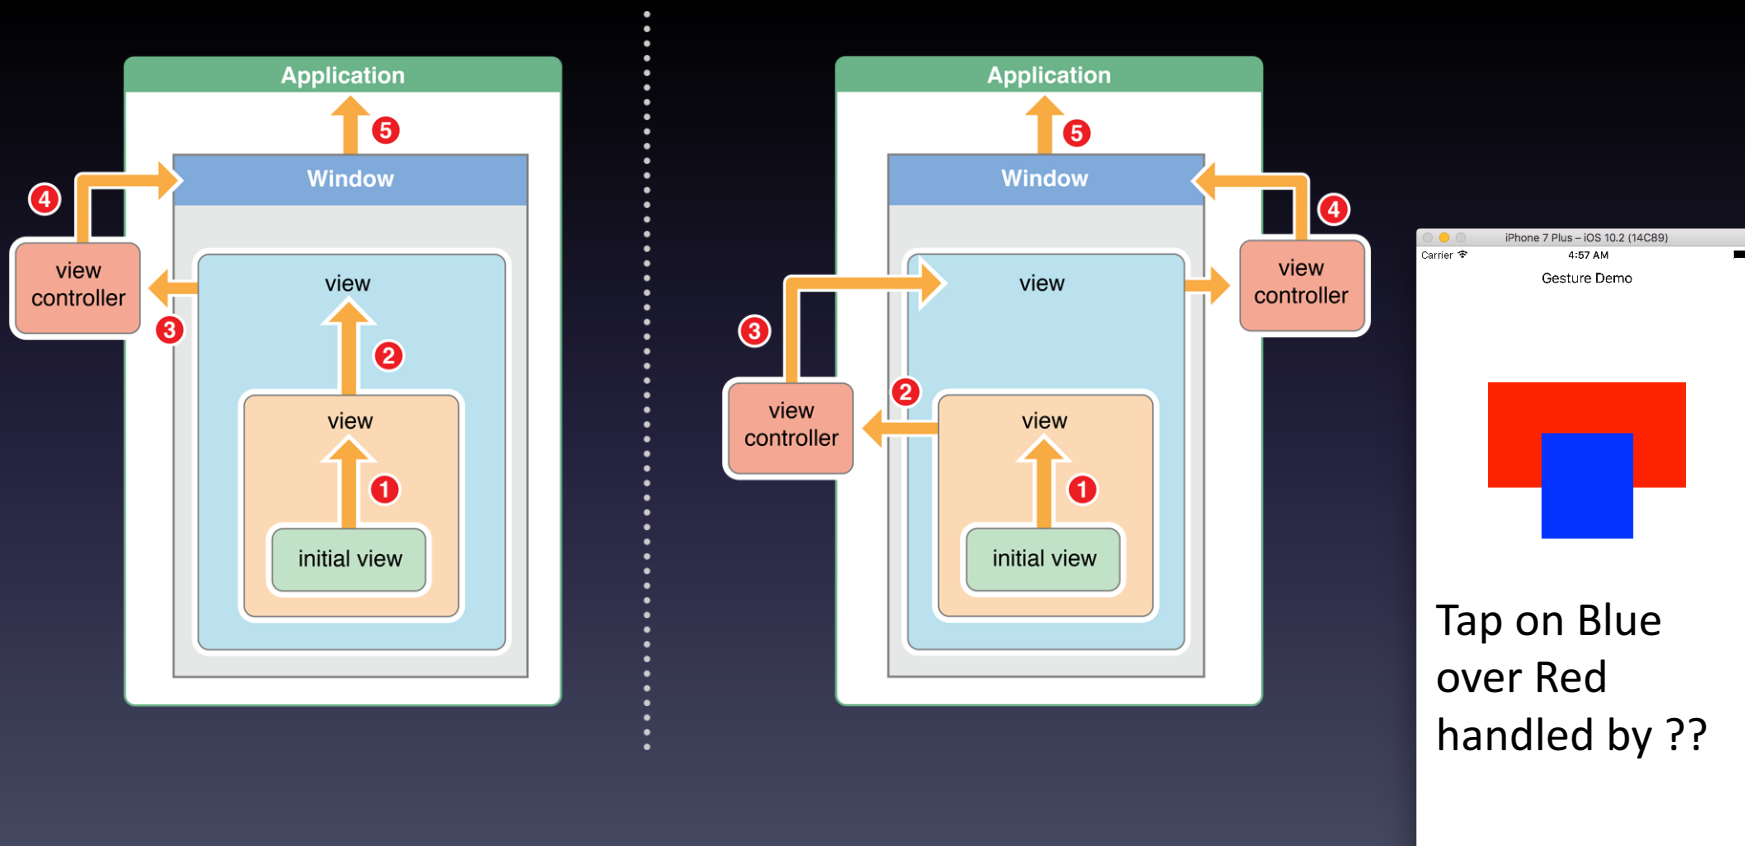 Application
5
Window
4
view
controller
3
view
2
view
1
initial view
Application
5
Window
4
view
controller
view
3
2
view
controller
view
1
initial view
iPhone 7 Plus – iOS 10.2 (14C89)
Carrier 4:57 AM
Gesture Demo
Tap on Blue
over Red
handled by ??